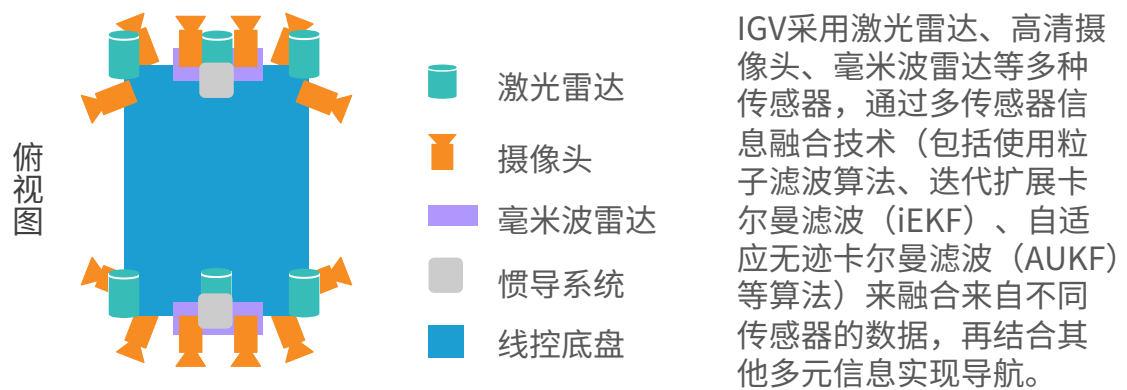 俯视图
激光雷达
摄像头
毫米波雷达
惯导系统
线控底盘
IGV采用激光雷达、高清摄
像头、毫米波雷达等多种
传感器，通过多传感器信
息融合技术（包括使用粒
子滤波算法、迭代扩展卡
尔曼滤波（iEKF）、自适
应无迹卡尔曼滤波（AUKF）
等算法）来融合来自不同
传感器的数据，再结合其
他多元信息实现导航。